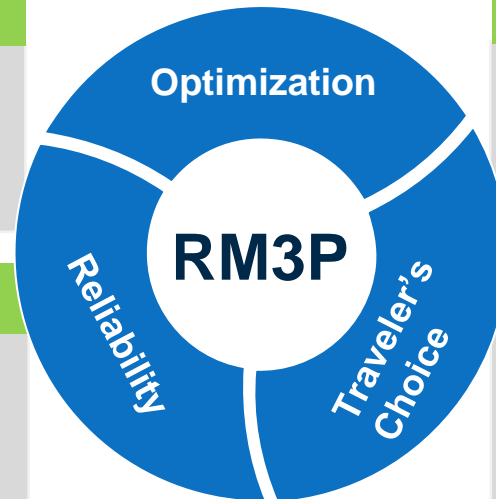 Optimization
RM3P
Reliability
Traveler's
Choice